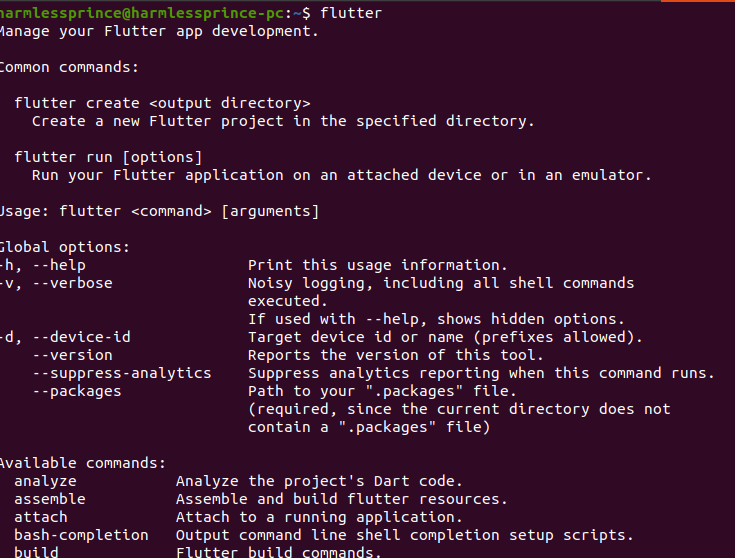 harmlessprince@harmlessprince-pc:~$ flutter
Manage your Flutter app development.
Common commands:
flutter create <output directory>
Create a new Flutter project in the specified directory.
flutter run [options]
Run your Flutter application on an attached device or in an emulator.
Usage: flutter <command> [arguments]
Global options:
-h, --help Print this usage information.
-v, --verbose Noisy logging, including all shell commands
executed.
If used with --help, shows hidden options.
-d, --device-id Target device id or name (prefixes allowed).
--version Reports the version of this tool.
--suppress-analytics Suppress analytics reporting when this command runs.
--packages Path to your ".packages" file.
(required, since the current directory does not
contain a ".packages" file)
Available commands:
analyze Analyze the project's Dart code.
assemble Assemble and build flutter resources.
attach Attach to a running application.
bash-completion Output command line shell completion setup scripts.
build Flutter build commands.